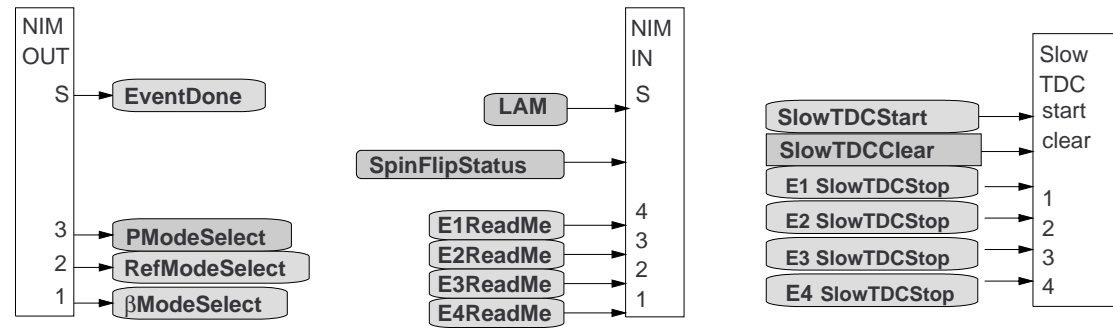 NIM
OUT
S
EventDone
3
PModeSelect
2
RefModeSelect
1
βModeSelect
NIM
IN
LAM
S
SpinFlipStatus
E1ReadMe
4
E2ReadMe
3
E3ReadMe
2
E4ReadMe
1
Slow
TDC
SlowTDCStart
start
SlowTDCClear
clear
E1 SlowTDCStop
1
E2 SlowTDCStop
2
E3 SlowTDCStop
3
E4 SlowTDCStop
4